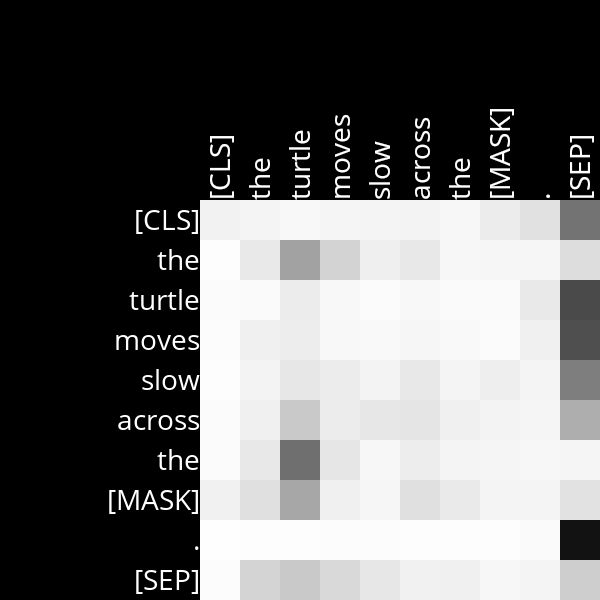 [CLS] the turtle moves slow across the [MASK] . [SEP]
[CLS]
the
turtle
moves
slow
across
the
[MASK]
.
[SEP]